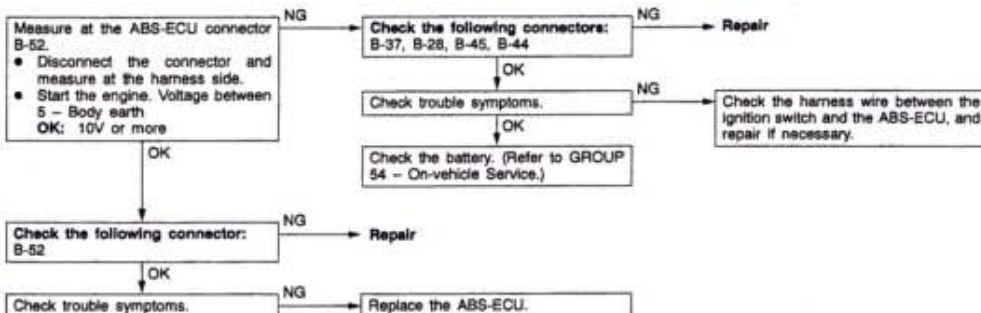 Measure at the ABS-ECU connector
B-52.
● Disconnect the connector and
measure at the harness side.
● Start the engine. Voltage between
5 – Body earth
OK: 10V or more
NG
Check the following connectors:
B-37, B-28, B-45, B-44
NG
Repair
OK
Check trouble symptoms.
NG
Check the harness wire between the
ignition switch and the ABS-ECU, and
repair if necessary.
OK
Check the battery. (Refer to GROUP
54 – On-vehicle Service.)
OK
Check the following connector:
B-52
NG
Repair
OK
Check trouble symptoms.
NG
Replace the ABS-ECU.